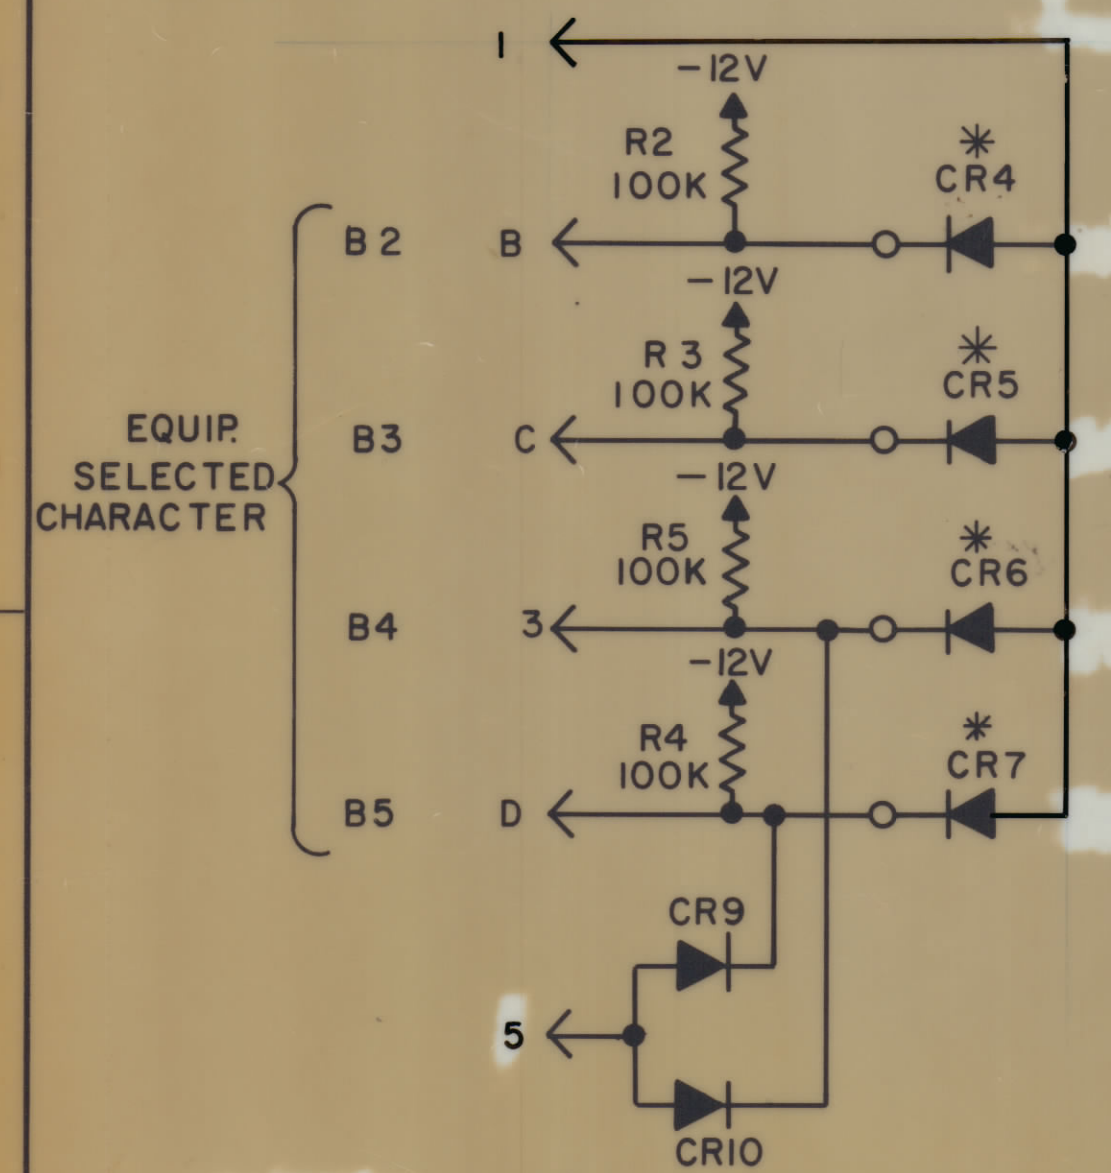 1
-12V
R2
100K
*
CR4
B2 B
-12V
R3
100K
*
CR5
EQUIP.
SELECTED
CHARACTER
B3 C
-12V
R5
100K
*
CR6
B4 3
-12V
R4
100K
*
CR7
B5 D
CR9
5
CR10